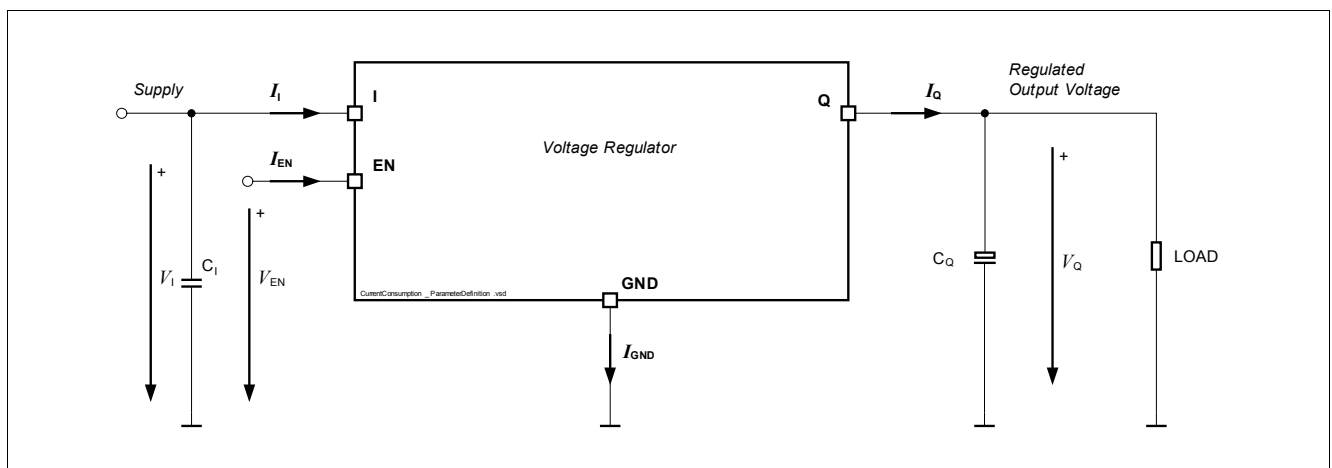 Supply
I_I
I
I_EN
EN
+
V_I
C_I
+
V_EN
Voltage Regulator
CurrentConsumption _ ParameterDefinition .vsd
GND
I_GND
Q
I_Q
Regulated
Output Voltage
C_Q
+
V_Q
LOAD